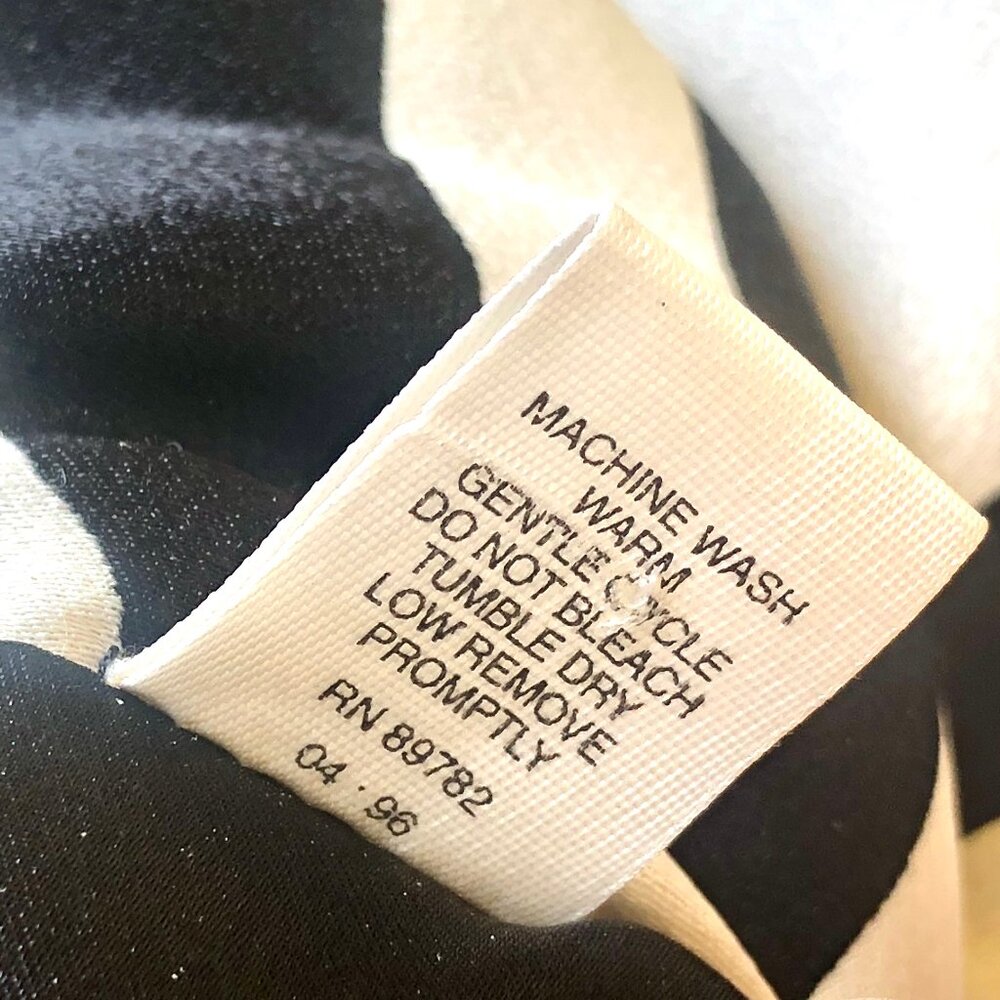 MACHINE WASH
WARM
GENTLE CYCLE
DO NOT BLEACH
TUMBLE DRY
LOW REMOVE
PROMPTLY
RN 89782
04 · 96